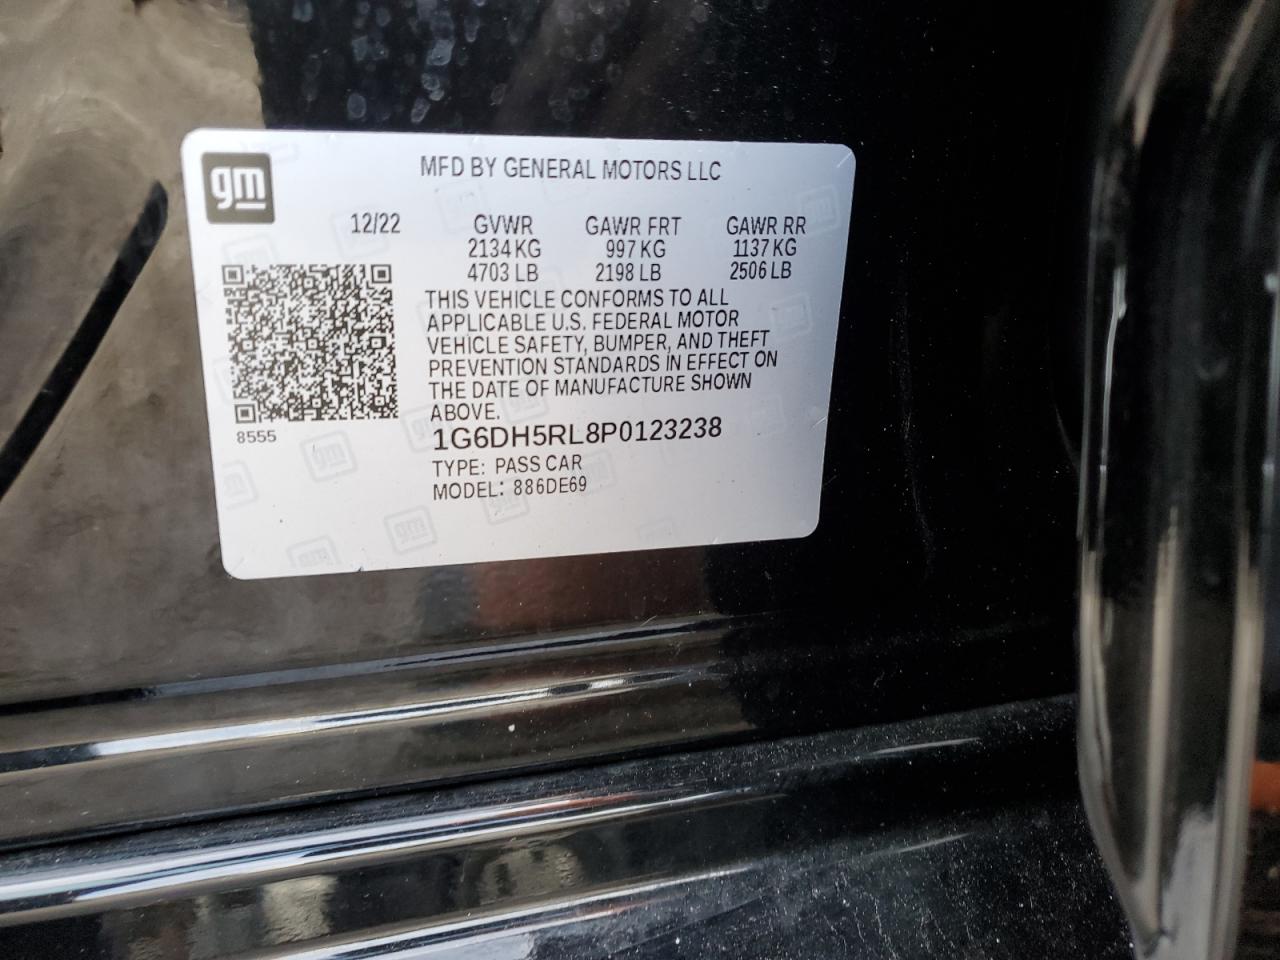 gm
MFD BY GENERAL MOTORS LLC
12/22 GVWR GAWR FRT GAWR RR
2134 KG 997 KG 1137 KG
4703 LB 2198 LB 2506 LB
THIS VEHICLE CONFORMS TO ALL
APPLICABLE U.S. FEDERAL MOTOR
VEHICLE SAFETY, BUMPER, AND THEFT
PREVENTION STANDARDS IN EFFECT ON
THE DATE OF MANUFACTURE SHOWN
ABOVE.
8555
1G6DH5RL8P0123238
TYPE: PASS CAR
MODEL: 886DE69